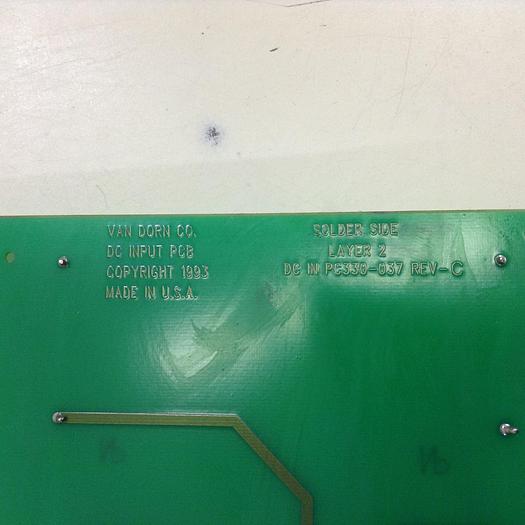 VAN DORN CO.
DC INPUT PCB
COPYRIGHT 1993
MADE IN U.S.A.
SOLDER SIDE
LAYER 2
DC IN PC330-037 REV-C